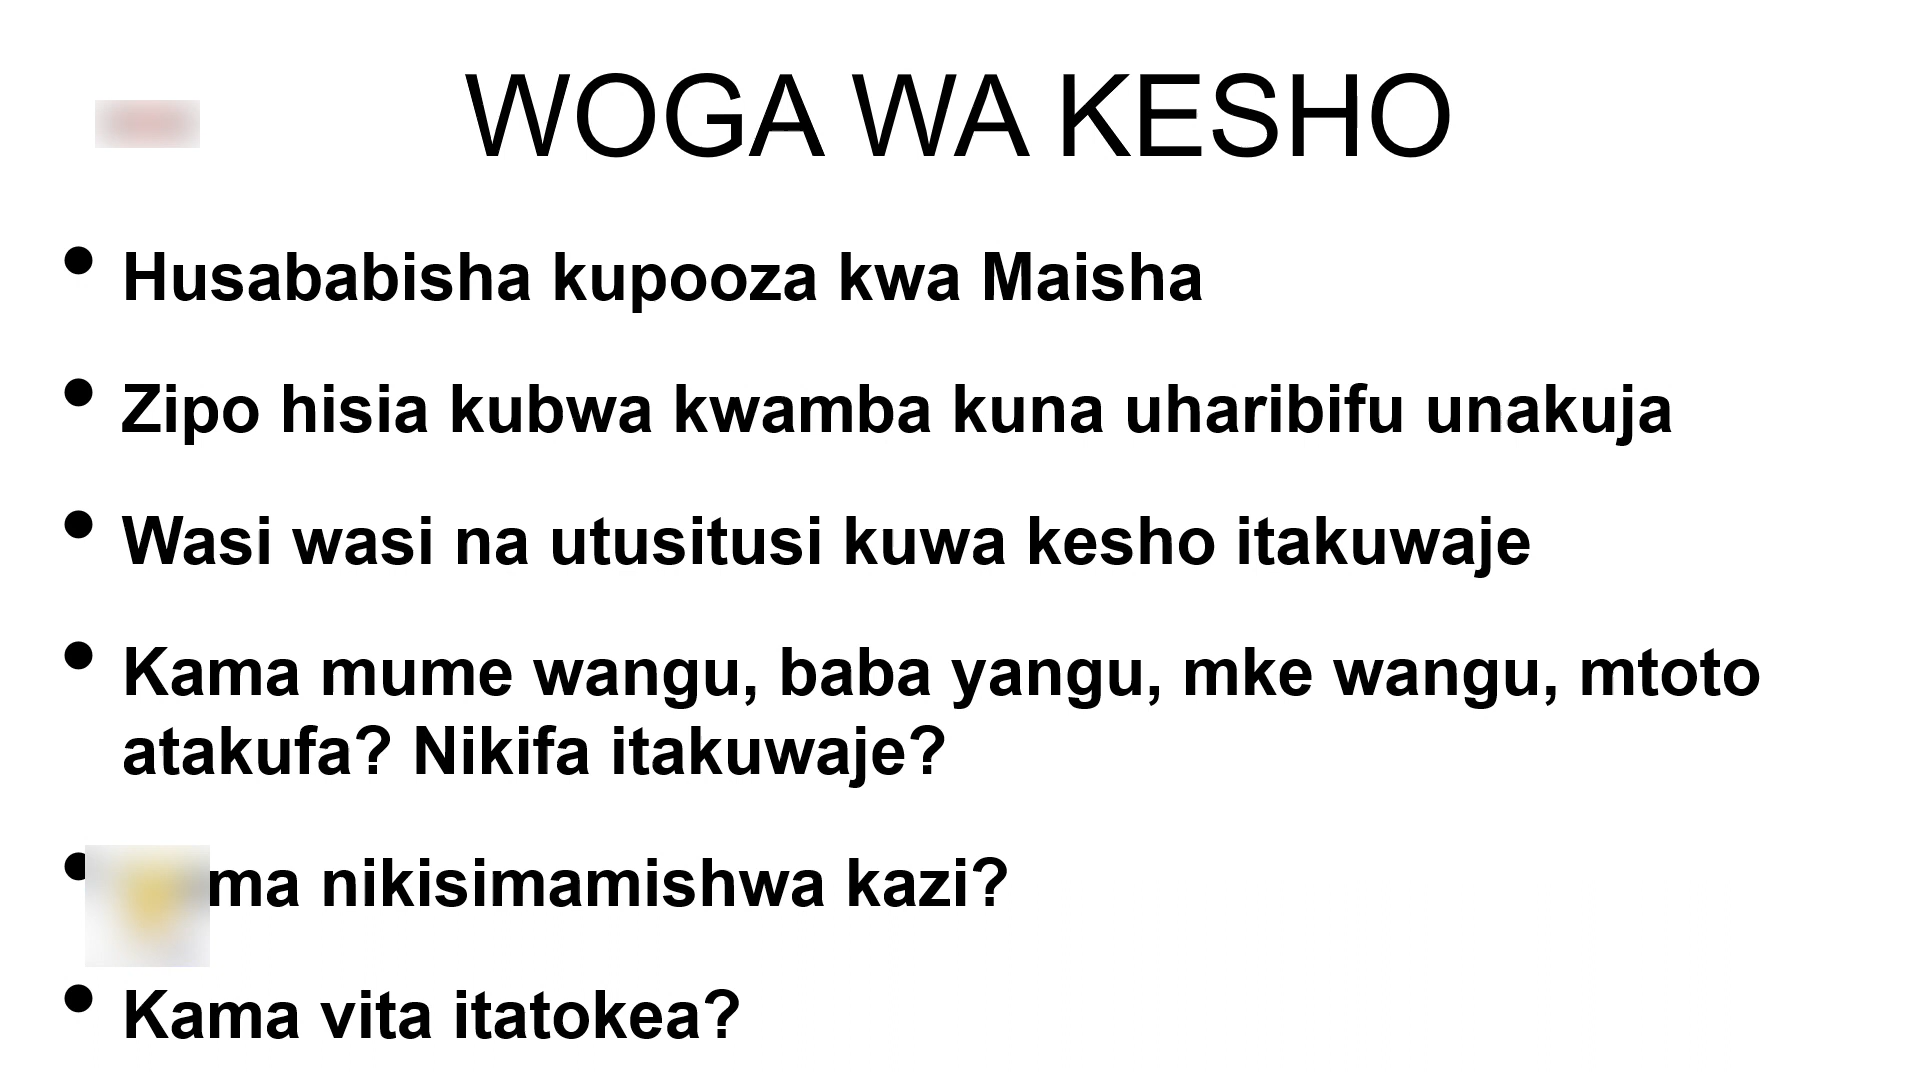 WOGA WA KESHO
• Husababisha kupooza kwa Maisha
• Zipo hisia kubwa kwamba kuna uharibifu unakuja
• Wasi wasi na utusitusi kuwa kesho itakuwaje
• Kama mume wangu, baba yangu, mke wangu, mtoto
atakufa? Nikifa itakuwaje?
• nikisimamishwa kazi?
• Kama vita itatokea?